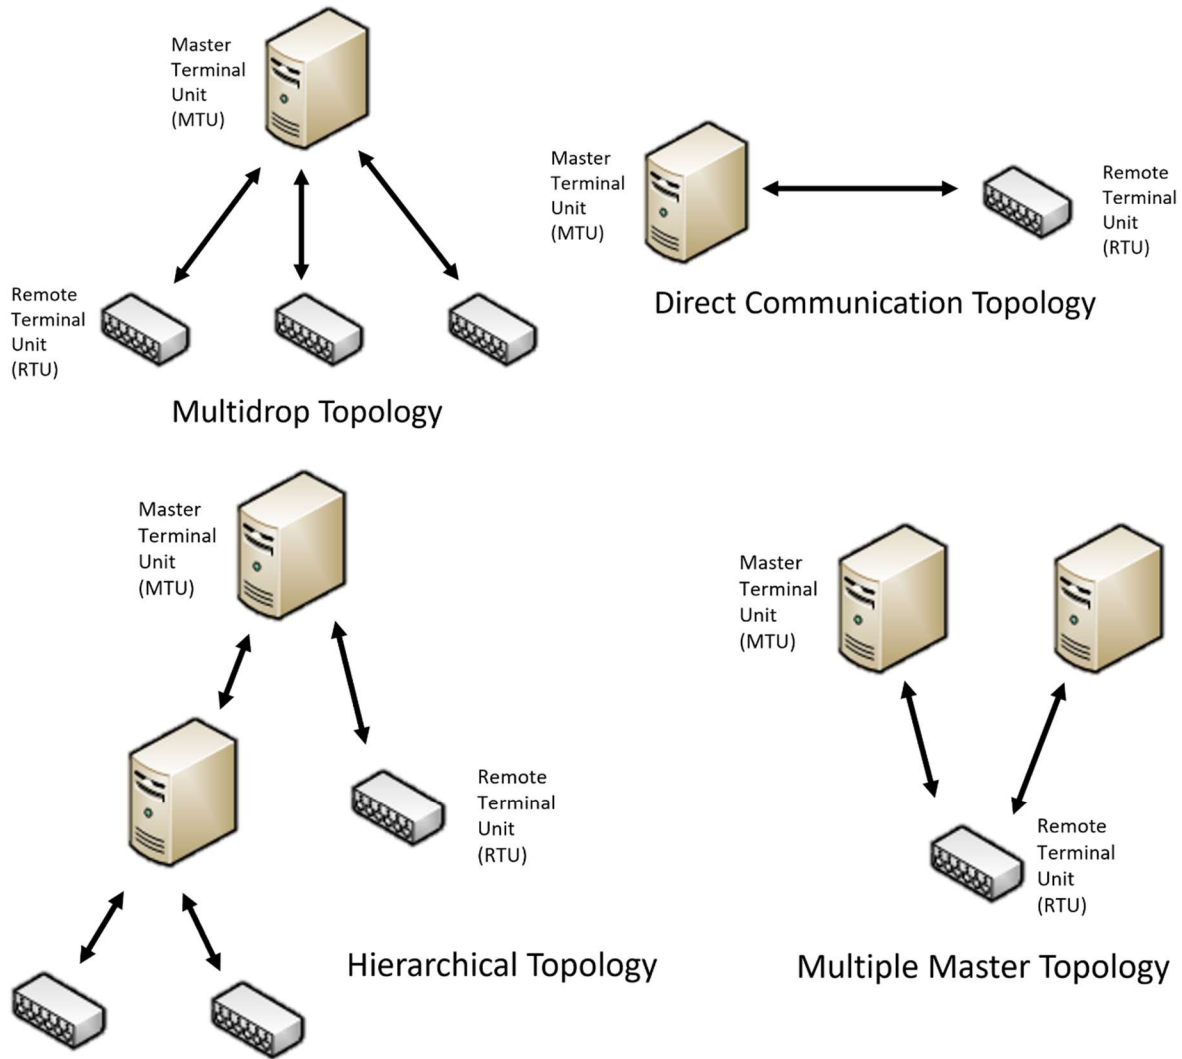 Master
Terminal
Unit
(MTU)
Remote
Terminal
Unit
(RTU)
Multidrop Topology
Master
Terminal
Unit
(MTU)
Remote
Terminal
Unit
(RTU)
Direct Communication Topology
Master
Terminal
Unit
(MTU)
Remote
Terminal
Unit
(RTU)
Hierarchical Topology
Master
Terminal
Unit
(MTU)
Remote
Terminal
Unit
(RTU)
Multiple Master Topology